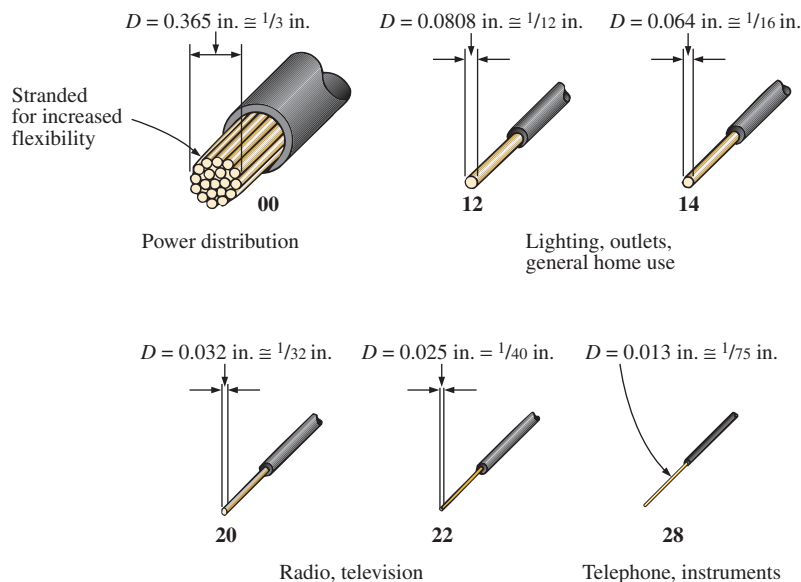 D = 0.365 in. ≅ 1/3 in.
D = 0.0808 in. ≅ 1/12 in.
D = 0.064 in. ≅ 1/16 in.
Stranded
for increased
flexibility
00
12
14
Power distribution
Lighting, outlets,
general home use
D = 0.032 in. ≅ 1/32 in.
D = 0.025 in. = 1/40 in.
D = 0.013 in. ≅ 1/75 in.
20
22
28
Radio, television
Telephone, instruments